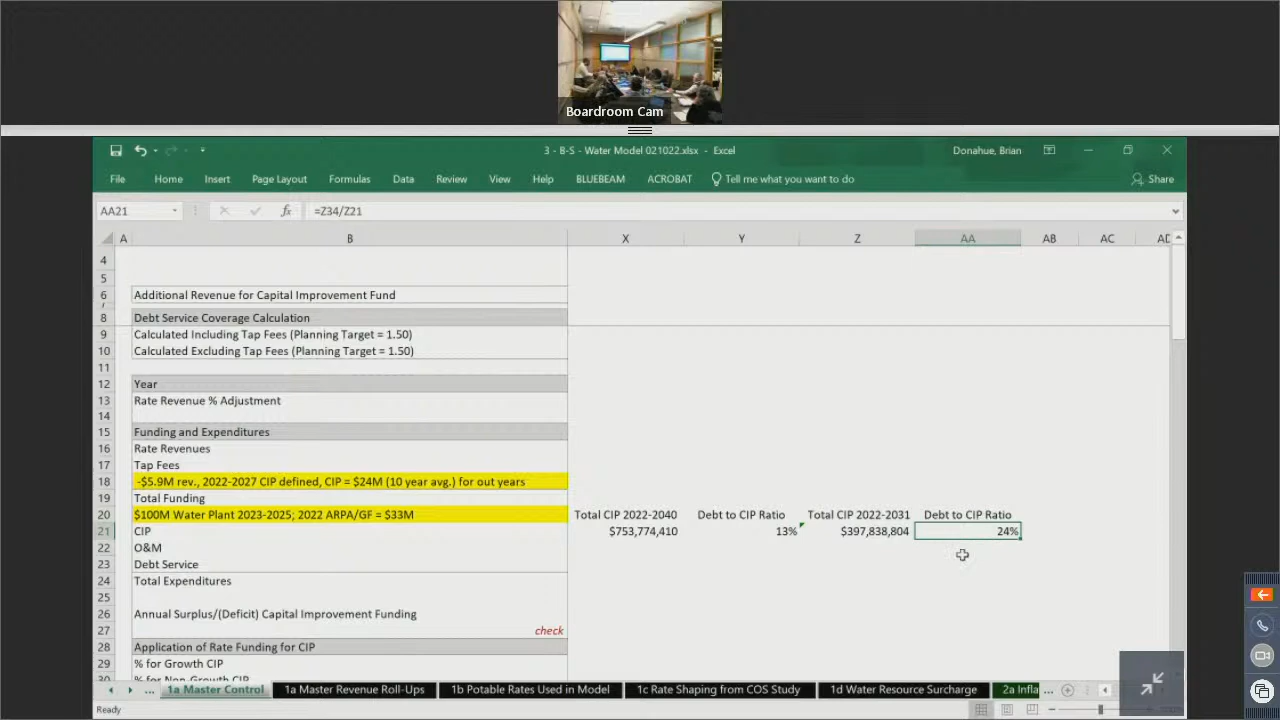 Boardroom Cam
3 - B-S - Water Model 021022.xlsx - Excel
Donahue, Brian
File Home Insert Page Layout Formulas Data Review View Help BLUEBEAM ACROBAT Tell me what you want to do Share
AA21 fx =Z34/Z21
A B X Y Z AA AB AC AD
4
5
6 Additional Revenue for Capital Improvement Fund
8 Debt Service Coverage Calculation
9 Calculated Including Tap Fees (Planning Target = 1.50)
10 Calculated Excluding Tap Fees (Planning Target = 1.50)
11
12 Year
13 Rate Revenue % Adjustment
14
15 Funding and Expenditures
16 Rate Revenues
17 Tap Fees
18 -$5.9M rev., 2022-2027 CIP defined, CIP = $24M (10 year avg.) for out years
19 Total Funding
20 $100M Water Plant 2023-2025; 2022 ARPA/GF = $33M Total CIP 2022-2040 Debt to CIP Ratio Total CIP 2022-2031 Debt to CIP Ratio
21 CIP $753,774,410 13% $397,838,804 24%
22 O&M
23 Debt Service
24 Total Expenditures
25
26 Annual Surplus/(Deficit) Capital Improvement Funding
27 check
28 Application of Rate Funding for CIP
29 % for Growth CIP
30 % for Non-Growth CIP
... 1a Master Control 1a Master Revenue Roll-Ups 1b Potable Rates Used in Model 1c Rate Shaping from COS Study 1d Water Resource Surcharge 2a Infla ...
Ready